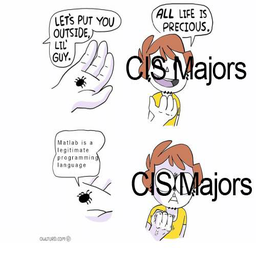 LET'S PUT YOU
OUTSIDE,
LIL'
GUY.
ALL LIFE IS
PRECIOUS.
CIS Majors
Matlab is a
legitimate
programming
language
CIS Majors
OWLTURD.COM ©